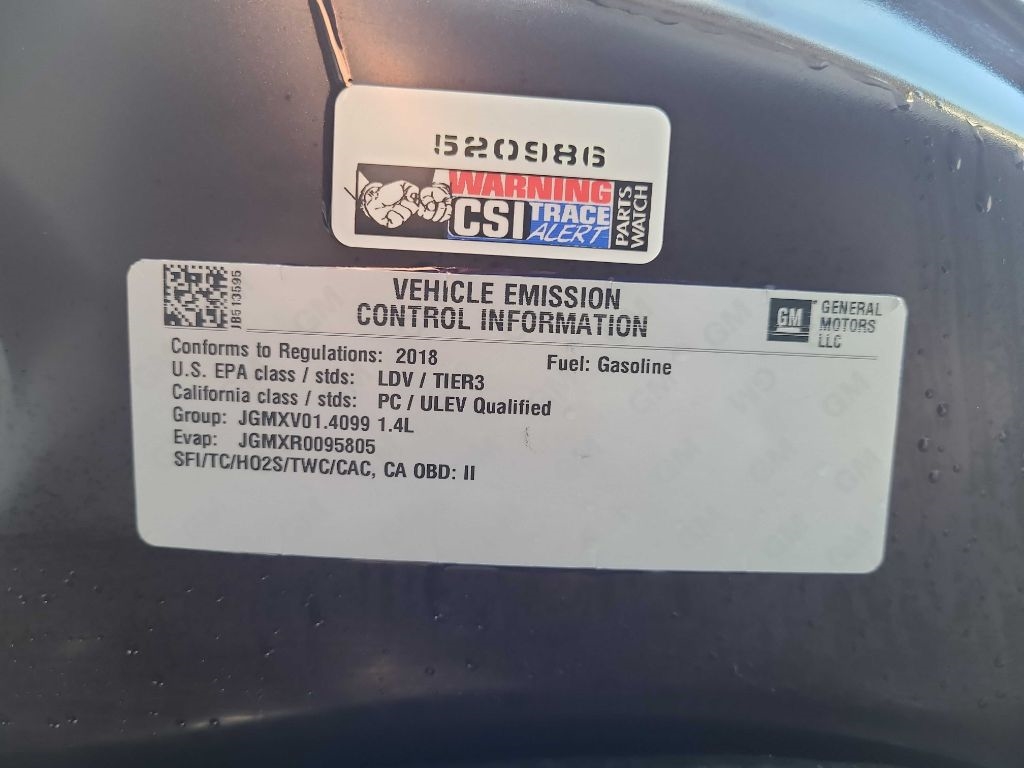 !520986
WARNING
CSI TRACE
ALERT
PARTS
WATCH
JB513595
VEHICLE EMISSION
CONTROL INFORMATION
GM
GENERAL
MOTORS
LLC
Conforms to Regulations: 2018
Fuel: Gasoline
U.S. EPA class / stds: LDV / TIER3
California class / stds: PC / ULEV Qualified
Group: JGMXV01.4099 1.4L
Evap: JGMXR0095805
SFI/TC/HO2S/TWC/CAC, CA OBD: II